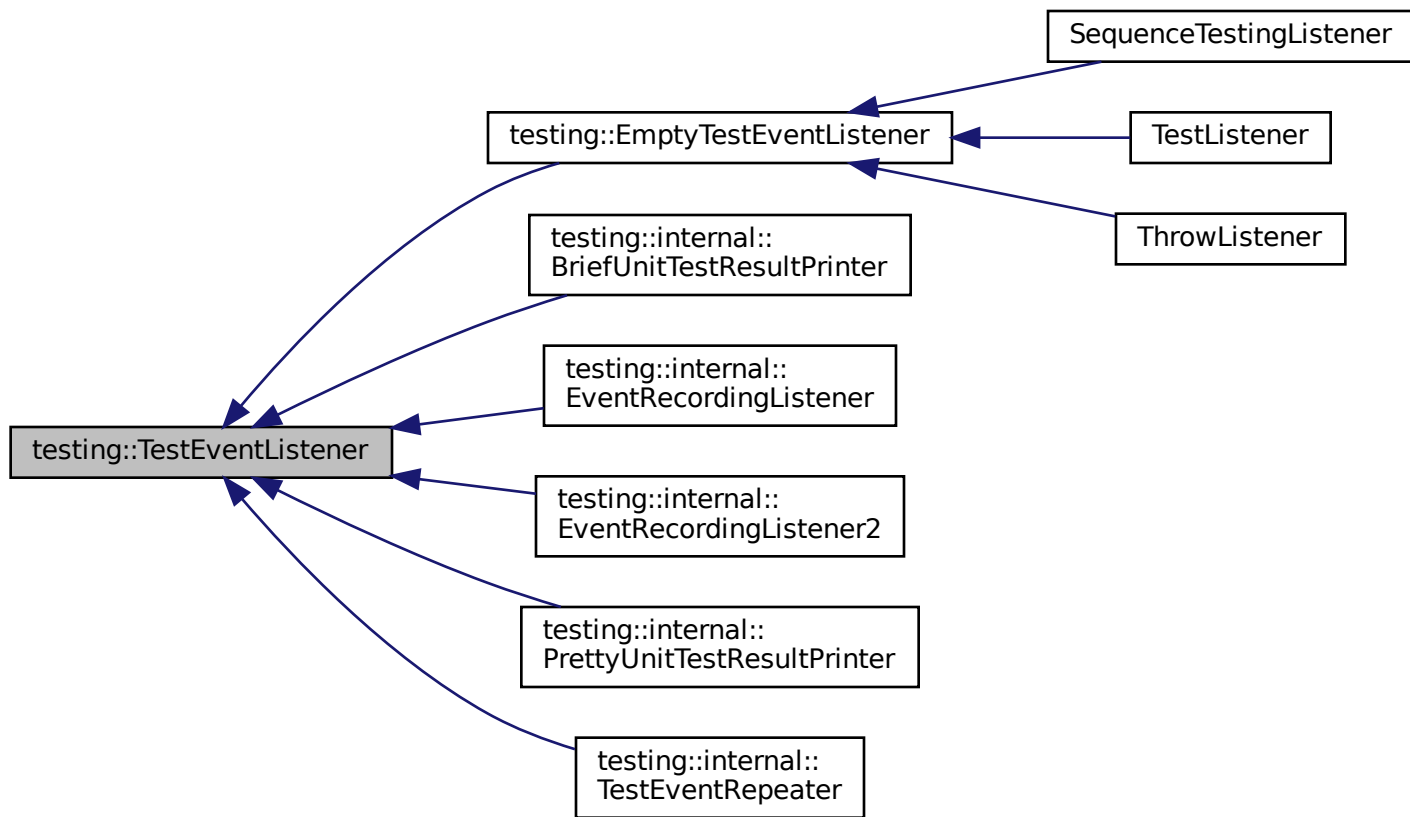 SequenceTestingListener
testing::EmptyTestEventListener
TestListener
ThrowListener
testing::internal::
BriefUnitTestResultPrinter
testing::internal::
EventRecordingListener
testing::TestEventListener
testing::internal::
EventRecordingListener2
testing::internal::
PrettyUnitTestResultPrinter
testing::internal::
TestEventRepeater